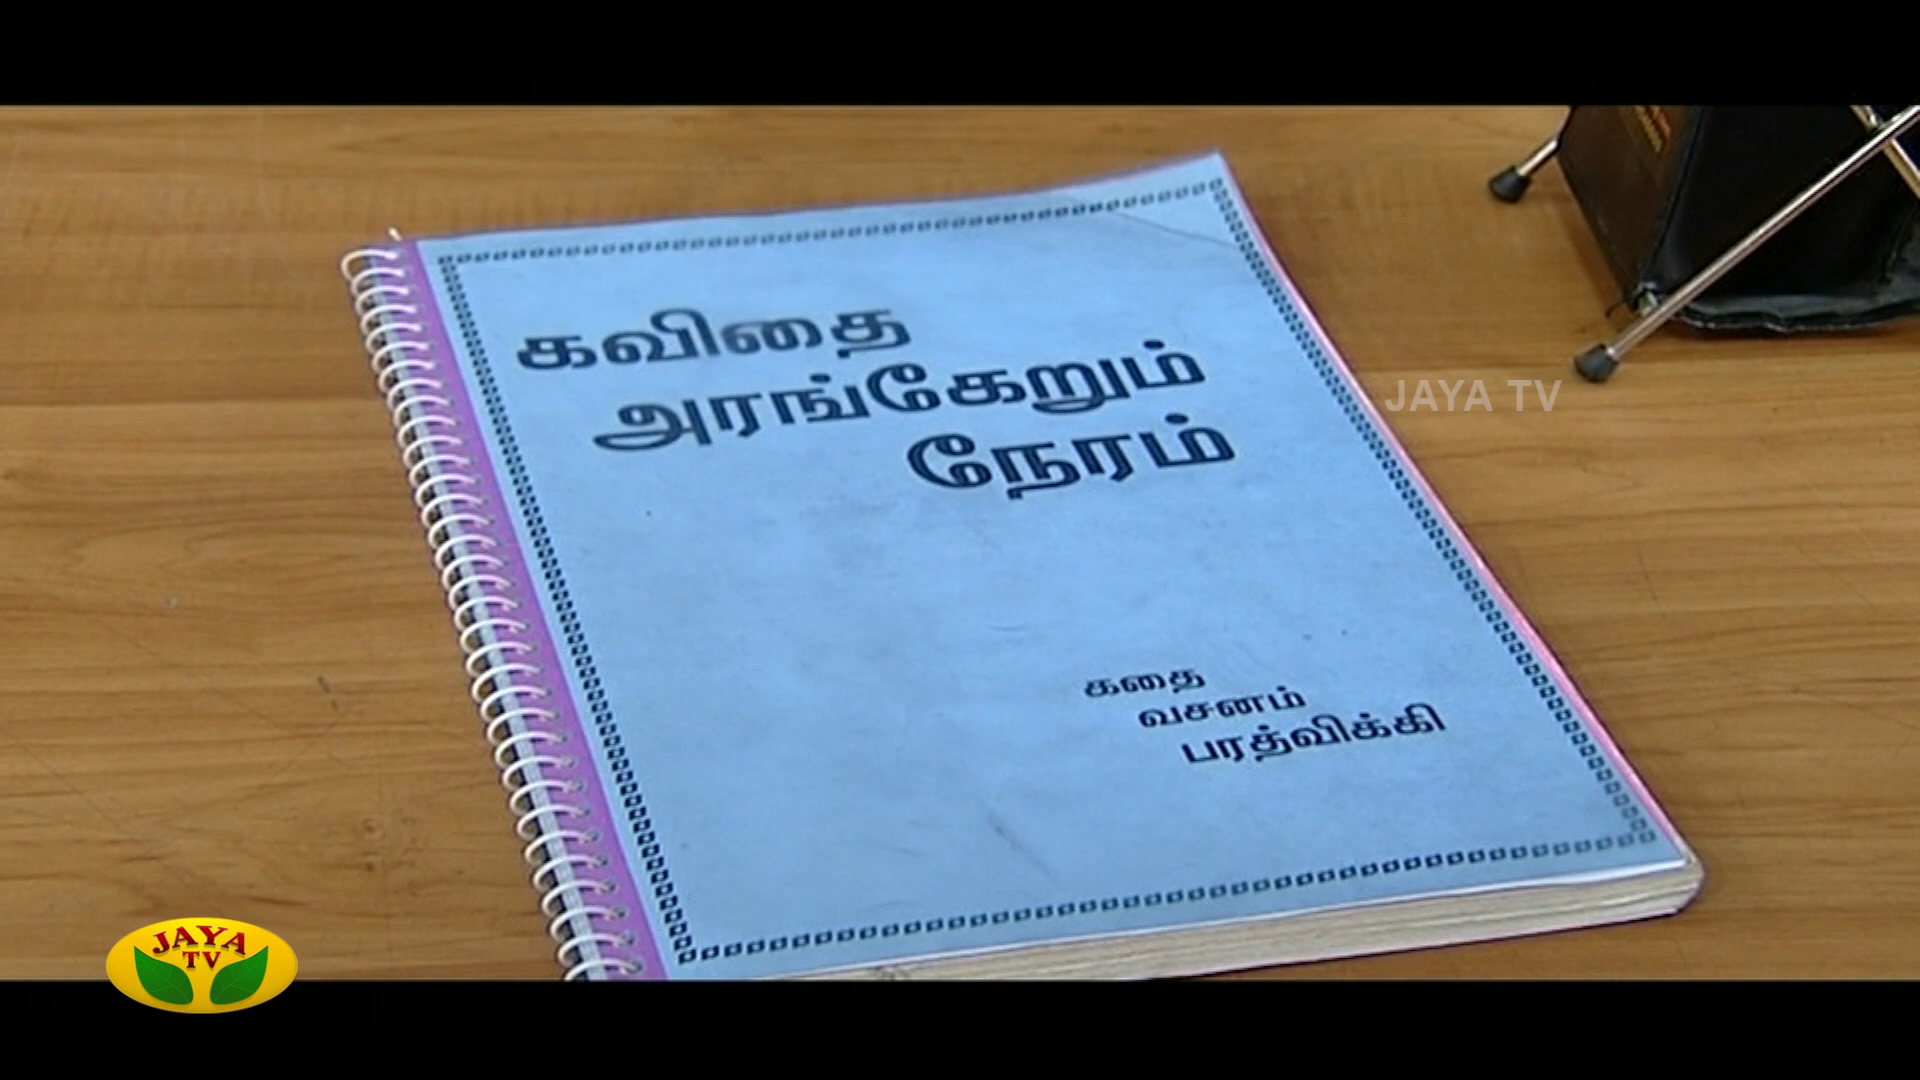 கவிதை
அரங்கேறும்
நேரம்
JAYA TV
கதை
வசனம்
பரத்விக்கி
JAYA
TV